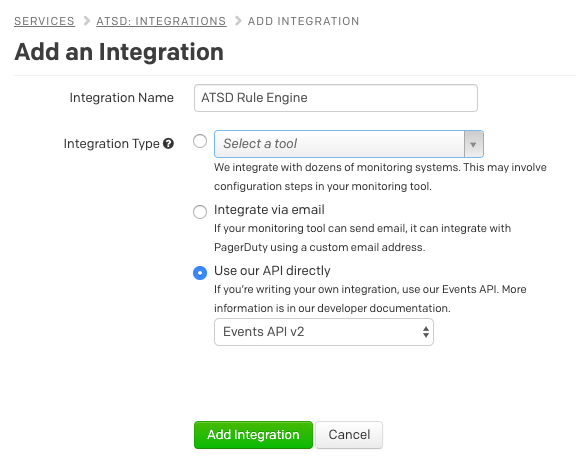 SERVICES > ATSD: INTEGRATIONS > ADD INTEGRATION
Add an Integration
Integration Name ATSD Rule Engine
Integration Type ? Select a tool
We integrate with dozens of monitoring systems. This may involve
configuration steps in your monitoring tool.
Integrate via email
If your monitoring tool can send email, it can integrate with
PagerDuty using a custom email address.
Use our API directly
If you're writing your own integration, use our Events API. More
information is in our developer documentation.
Events API v2
Add Integration Cancel